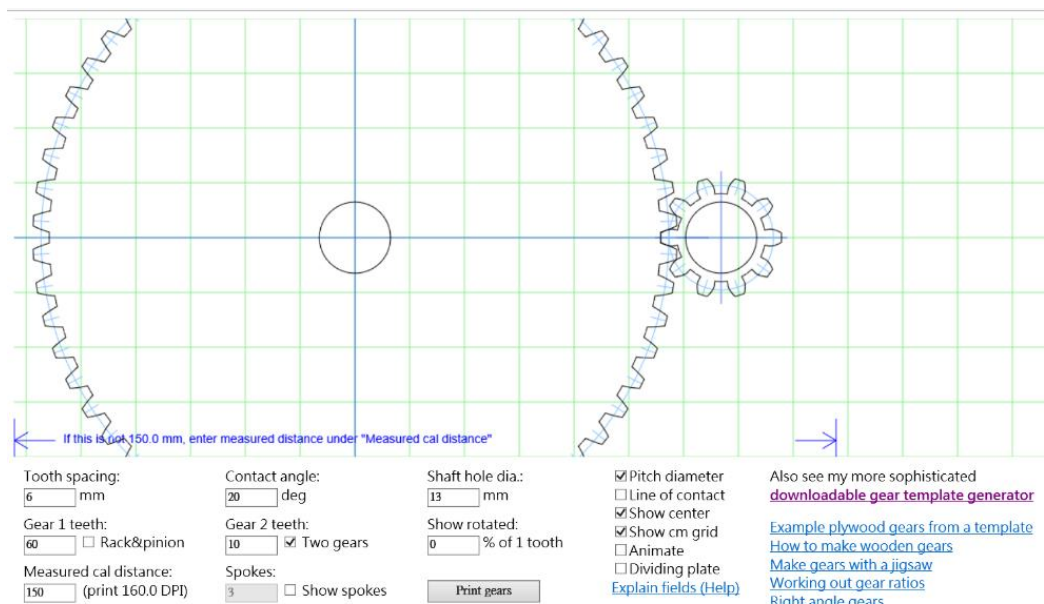 If this is not 150.0 mm, enter measured distance under "Measured cal distance"
Tooth spacing:
6 mm
Contact angle:
20 deg
Shaft hole dia.:
13 mm
Gear 1 teeth:
60 Rack&pinion
Gear 2 teeth:
10 Two gears
Show rotated:
0 % of 1 tooth
Measured cal distance:
150 (print 160.0 DPI)
Spokes:
3 Show spokes
Print gears
Pitch diameter
Line of contact
Show center
Show cm grid
Animate
Dividing plate
Explain fields (Help)
Also see my more sophisticated
downloadable gear template generator
Example plywood gears from a template
How to make wooden gears
Make gears with a jigsaw
Working out gear ratios
Right angle gears